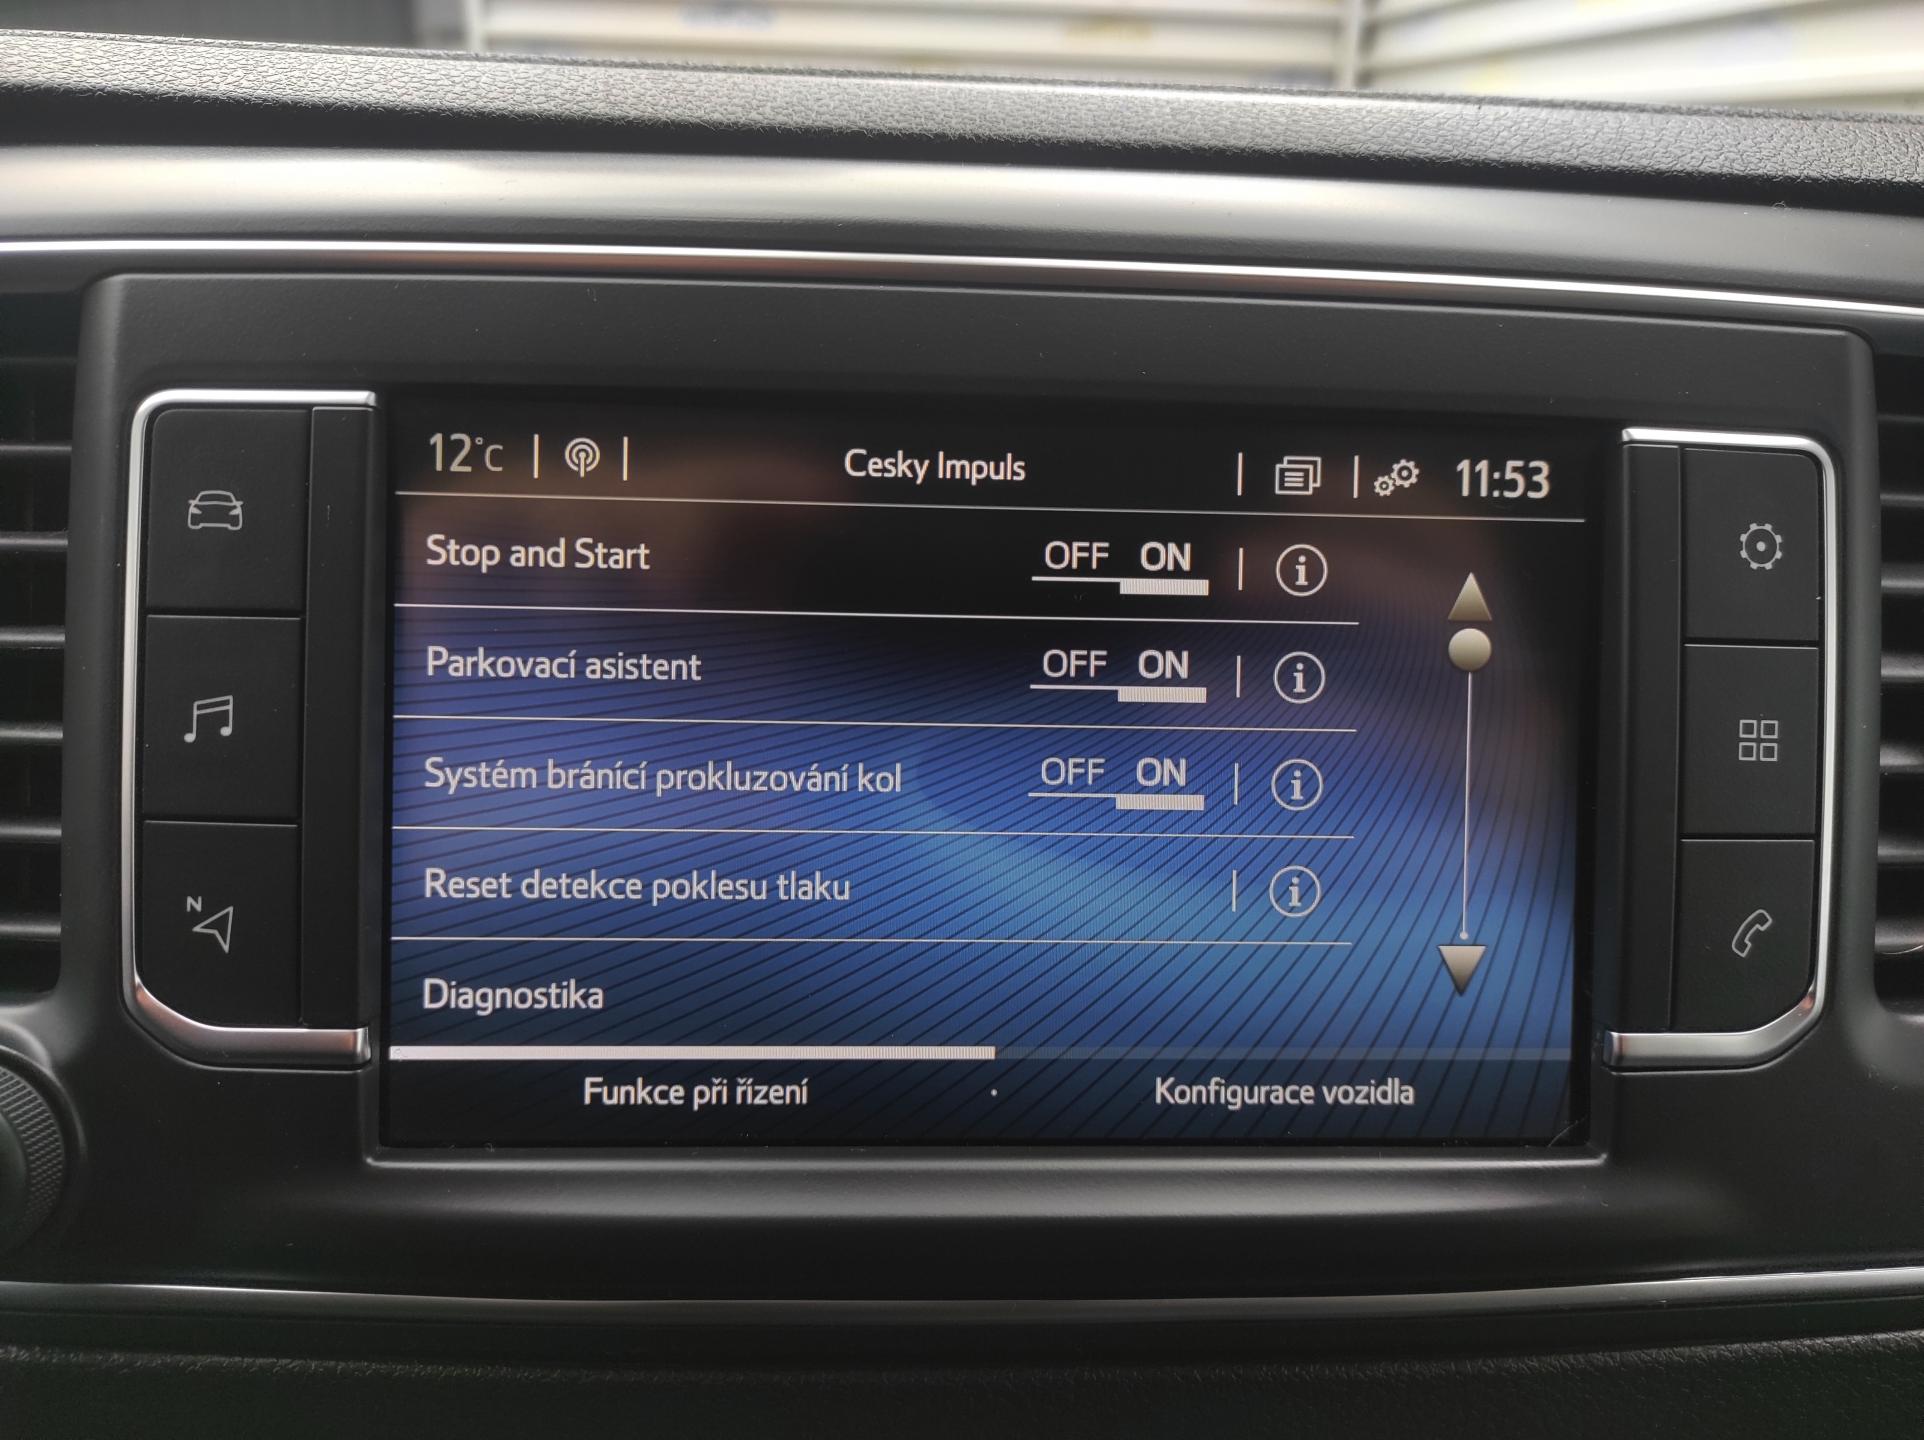 12°C Cesky Impuls 11:53
Stop and Start OFF ON
Parkovací asistent OFF ON
Systém bránící prokluzování kol OFF ON
Reset detekce poklesu tlaku
Diagnostika
Funkce při řízení · Konfigurace vozidla
N